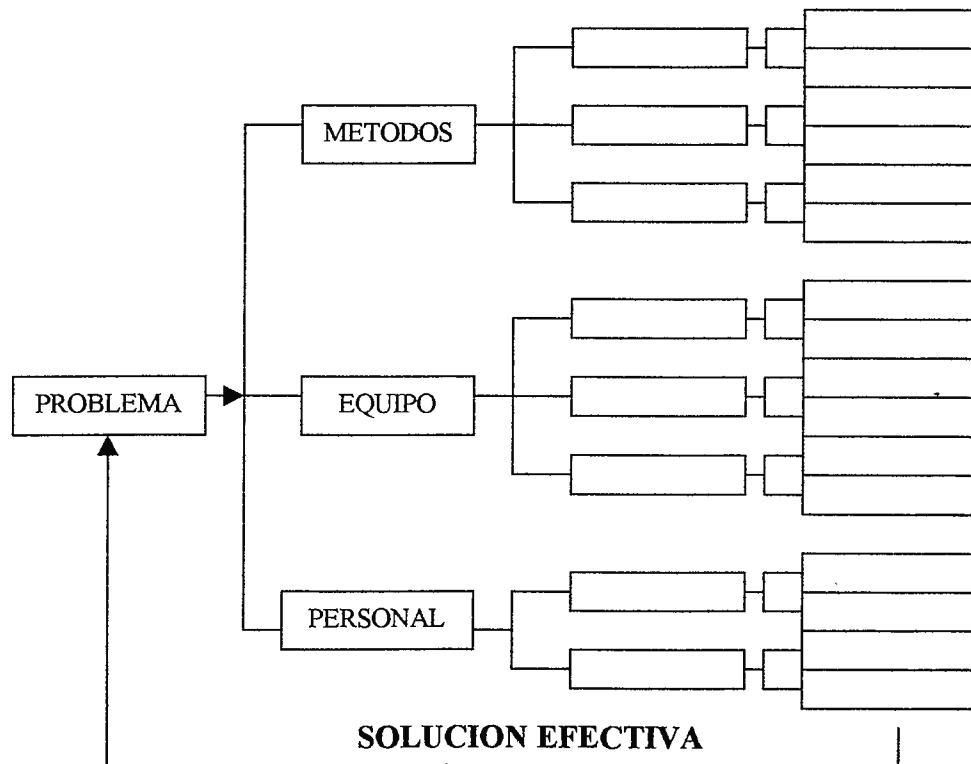 METODOS
PROBLEMA
EQUIPO
PERSONAL
SOLUCION EFECTIVA